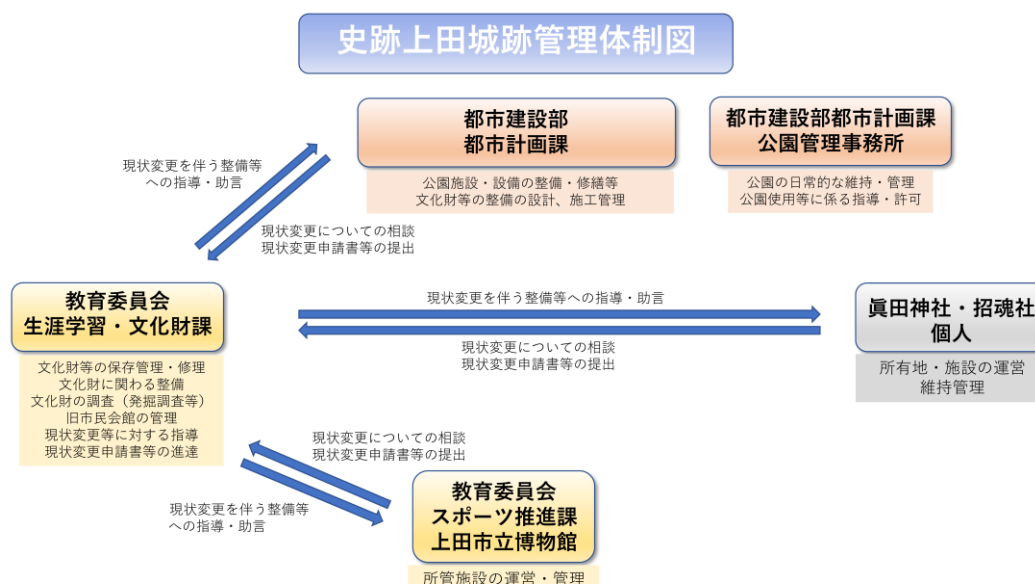 史跡上田城跡管理体制図
都市建設部
都市計画課
公園施設・設備の整備・修繕等
文化財等の整備の設計、施工管理
都市建設部都市計画課
公園管理事務所
公園の日常的な維持・管理
公園使用等に係る指導・許可
現状変更を伴う整備等
への指導・助言
現状変更についての相談
現状変更申請書等の提出
教育委員会
生涯学習・文化財課
文化財等の保存管理・修理
文化財に関わる整備
文化財の調査（発掘調査等）
旧市民会館の管理
現状変更等に対する指導
現状変更申請書等の進達
現状変更を伴う整備等への指導・助言
現状変更についての相談
現状変更申請書等の提出
眞田神社・招魂社
個人
所有地・施設の運営
維持管理
現状変更についての相談
現状変更申請書等の提出
現状変更を伴う整備等
への指導・助言
教育委員会
スポーツ推進課
上田市立博物館
所管施設の運営・管理